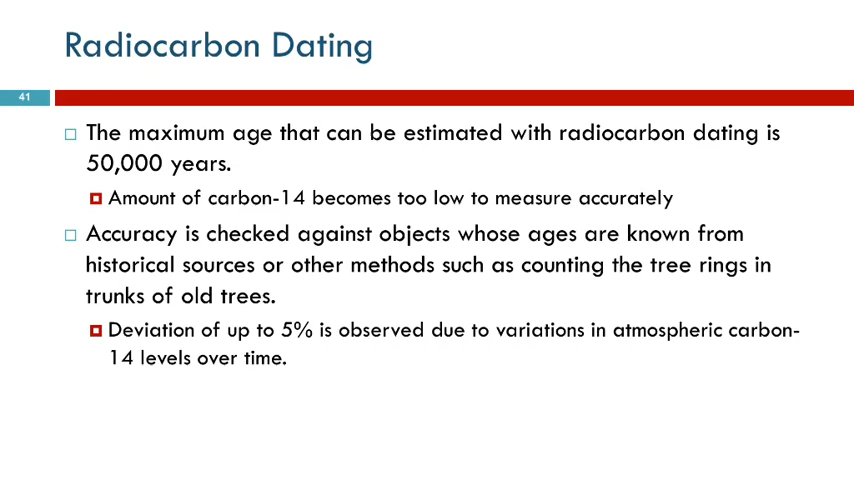 Radiocarbon Dating
41
The maximum age that can be estimated with radiocarbon dating is
50,000 years.
Amount of carbon-14 becomes too low to measure accurately
Accuracy is checked against objects whose ages are known from
historical sources or other methods such as counting the tree rings in
trunks of old trees.
Deviation of up to 5% is observed due to variations in atmospheric carbon-
14 levels over time.